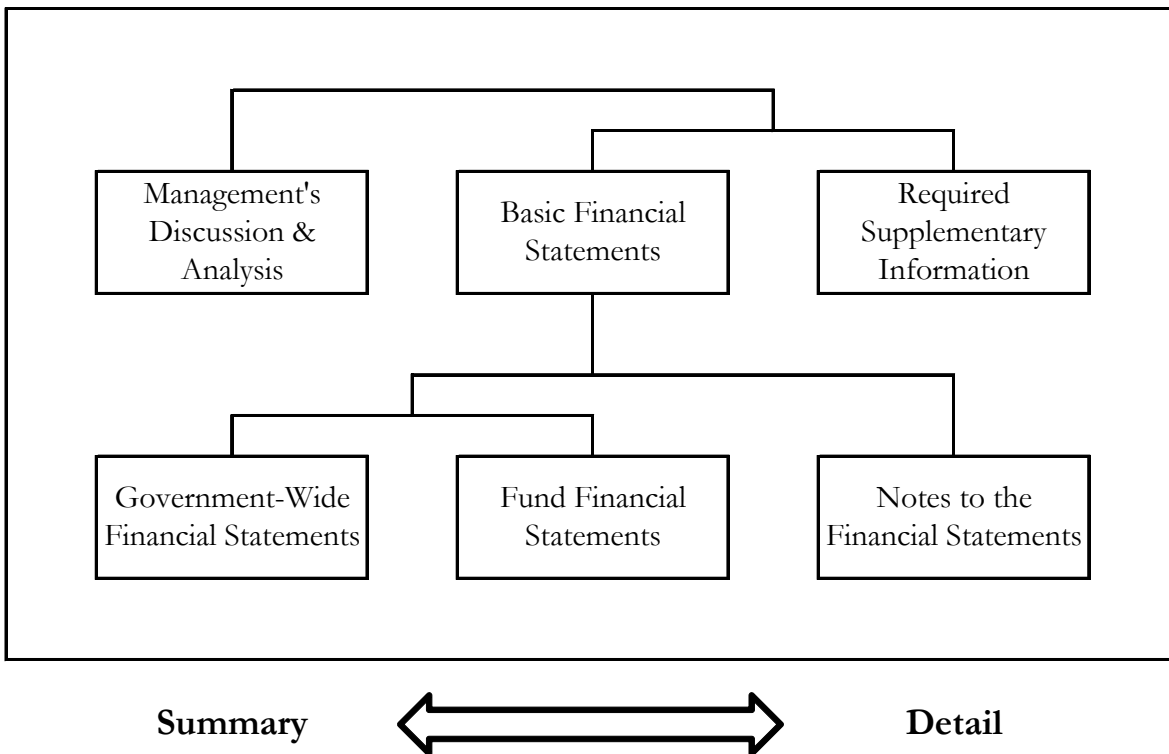 Management's
Discussion &
Analysis
Basic Financial
Statements
Required
Supplementary
Information
Government-Wide
Financial Statements
Fund Financial
Statements
Notes to the
Financial Statements
Summary
Detail